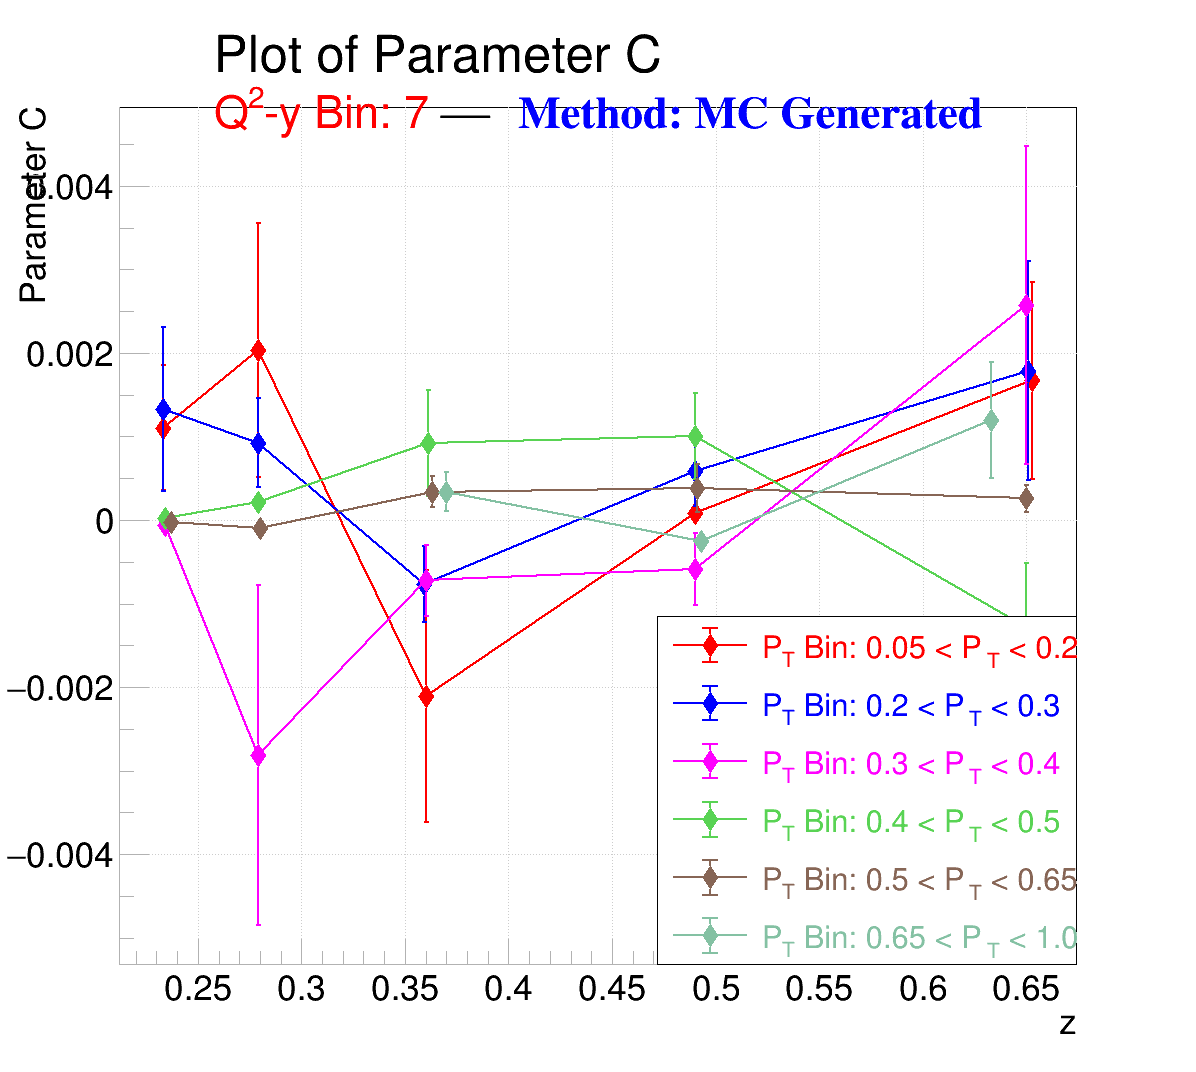 Plot of Parameter C
Q2-y Bin: 7 — Method: MC Generated
Parameter C
0.004
0.002
0
−0.002
−0.004
PT Bin: 0.05 < PT < 0.2
PT Bin: 0.2 < PT < 0.3
PT Bin: 0.3 < PT < 0.4
PT Bin: 0.4 < PT < 0.5
PT Bin: 0.5 < PT < 0.65
PT Bin: 0.65 < PT < 1.0
0.25 0.3 0.35 0.4 0.45 0.5 0.55 0.6 0.65
z